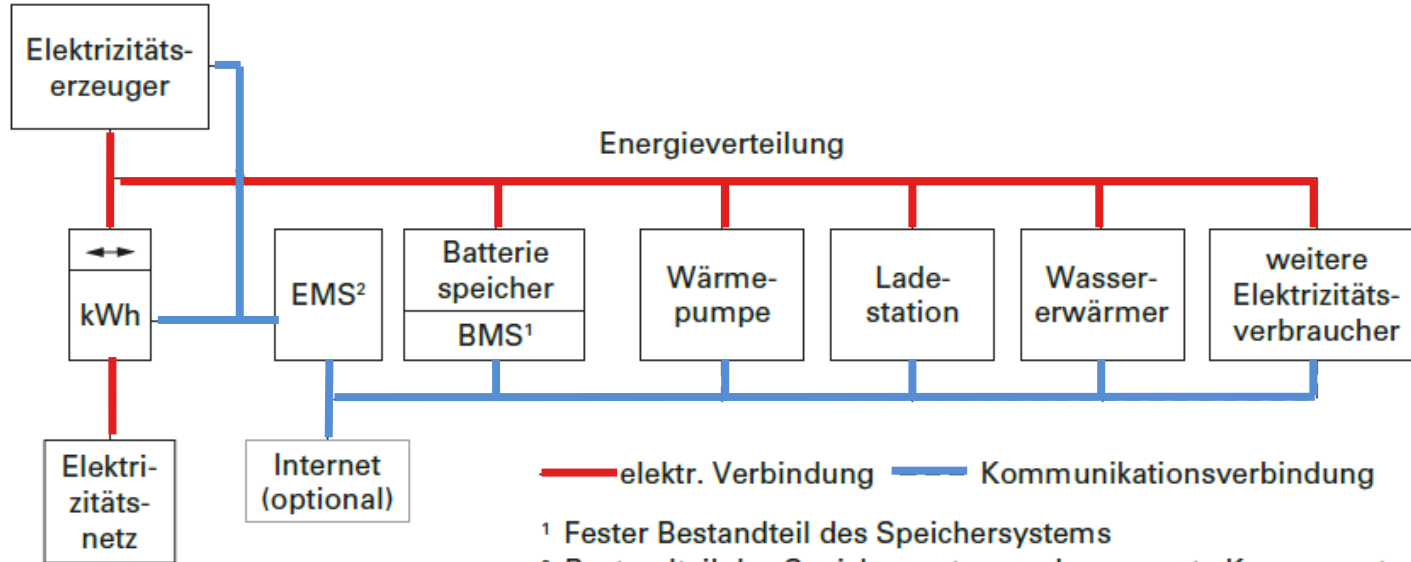 Elektrizitäts-
erzeuger
Energieverteilung
kWh
EMS²
Batterie
speicher
BMS¹
Wärme-
pumpe
Lade-
station
Wasser-
erwärmer
weitere
Elektrizitäts-
verbraucher
Elektri-
zitäts-
netz
Internet
(optional)
elektr. Verbindung
Kommunikationsverbindung
¹ Fester Bestandteil des Speichersystems